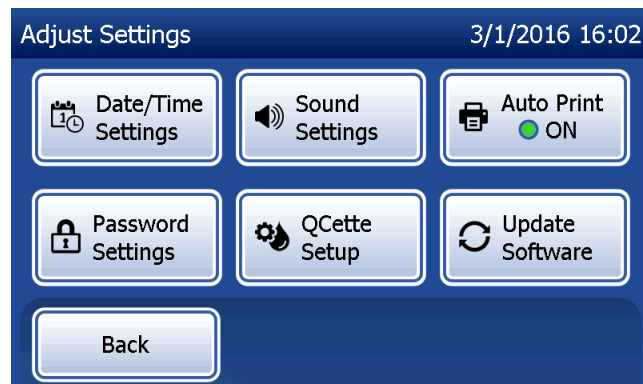 Adjust Settings 3/1/2016 16:02
Date/Time
Settings
Sound
Settings
Auto Print
ON
Password
Settings
QCette
Setup
Update
Software
Back